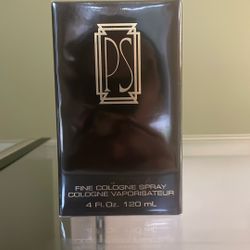 PS
FINE COLOGNE SPRAY
COLOGNE VAPORISATEUR
4 Fl.Oz. 120 mL